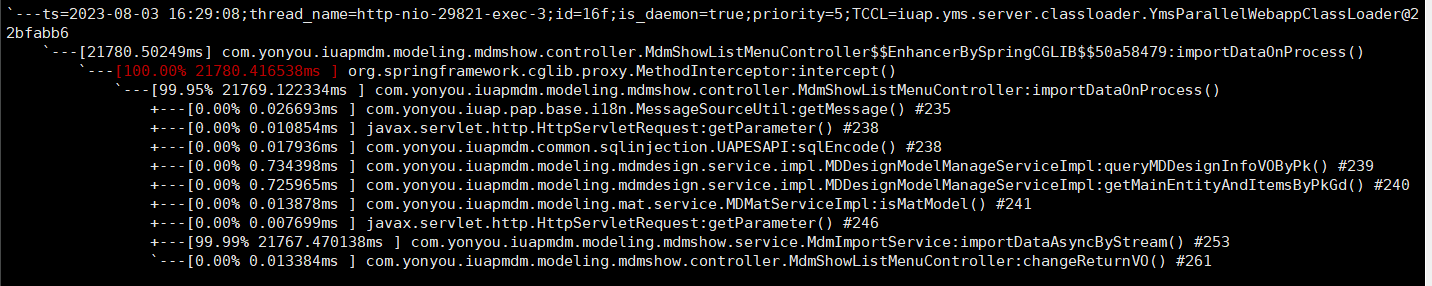 `---ts=2023-08-03 16:29:08;thread_name=http-nio-29821-exec-3;id=16f;is_daemon=true;priority=5;TCCL=iuap.yms.server.classloader.YmsParallelWebappClassLoader@2
2bfabb6
    `---[21780.50249ms] com.yonyou.iuapmdm.modeling.mdmshow.controller.MdmShowListMenuController$$EnhancerBySpringCGLIB$$50a58479:importDataOnProcess()
        `---[100.00% 21780.416538ms ] org.springframework.cglib.proxy.MethodInterceptor:intercept()
            `---[99.95% 21769.122334ms ] com.yonyou.iuapmdm.modeling.mdmshow.controller.MdmShowListMenuController:importDataOnProcess()
                +---[0.00% 0.026693ms ] com.yonyou.iuap.pap.base.i18n.MessageSourceUtil:getMessage() #235
                +---[0.00% 0.010854ms ] javax.servlet.http.HttpServletRequest:getParameter() #238
                +---[0.00% 0.017936ms ] com.yonyou.iuapmdm.common.sqlinjection.UAPESAPI:sqlEncode() #238
                +---[0.00% 0.734398ms ] com.yonyou.iuapmdm.modeling.mdmdesign.service.impl.MDDesignModelManageServiceImpl:queryMDDesignInfoVOByPk() #239
                +---[0.00% 0.725965ms ] com.yonyou.iuapmdm.modeling.mdmdesign.service.impl.MDDesignModelManageServiceImpl:getMainEntityAndItemsByPkGd() #240
                +---[0.00% 0.013878ms ] com.yonyou.iuapmdm.modeling.mat.service.MDMatServiceImpl:isMatModel() #241
                +---[0.00% 0.007699ms ] javax.servlet.http.HttpServletRequest:getParameter() #246
                +---[99.99% 21767.470138ms ] com.yonyou.iuapmdm.modeling.mdmshow.service.MdmImportService:importDataAsyncByStream() #253
                `---[0.00% 0.013384ms ] com.yonyou.iuapmdm.modeling.mdmshow.controller.MdmShowListMenuController:changeReturnVO() #261